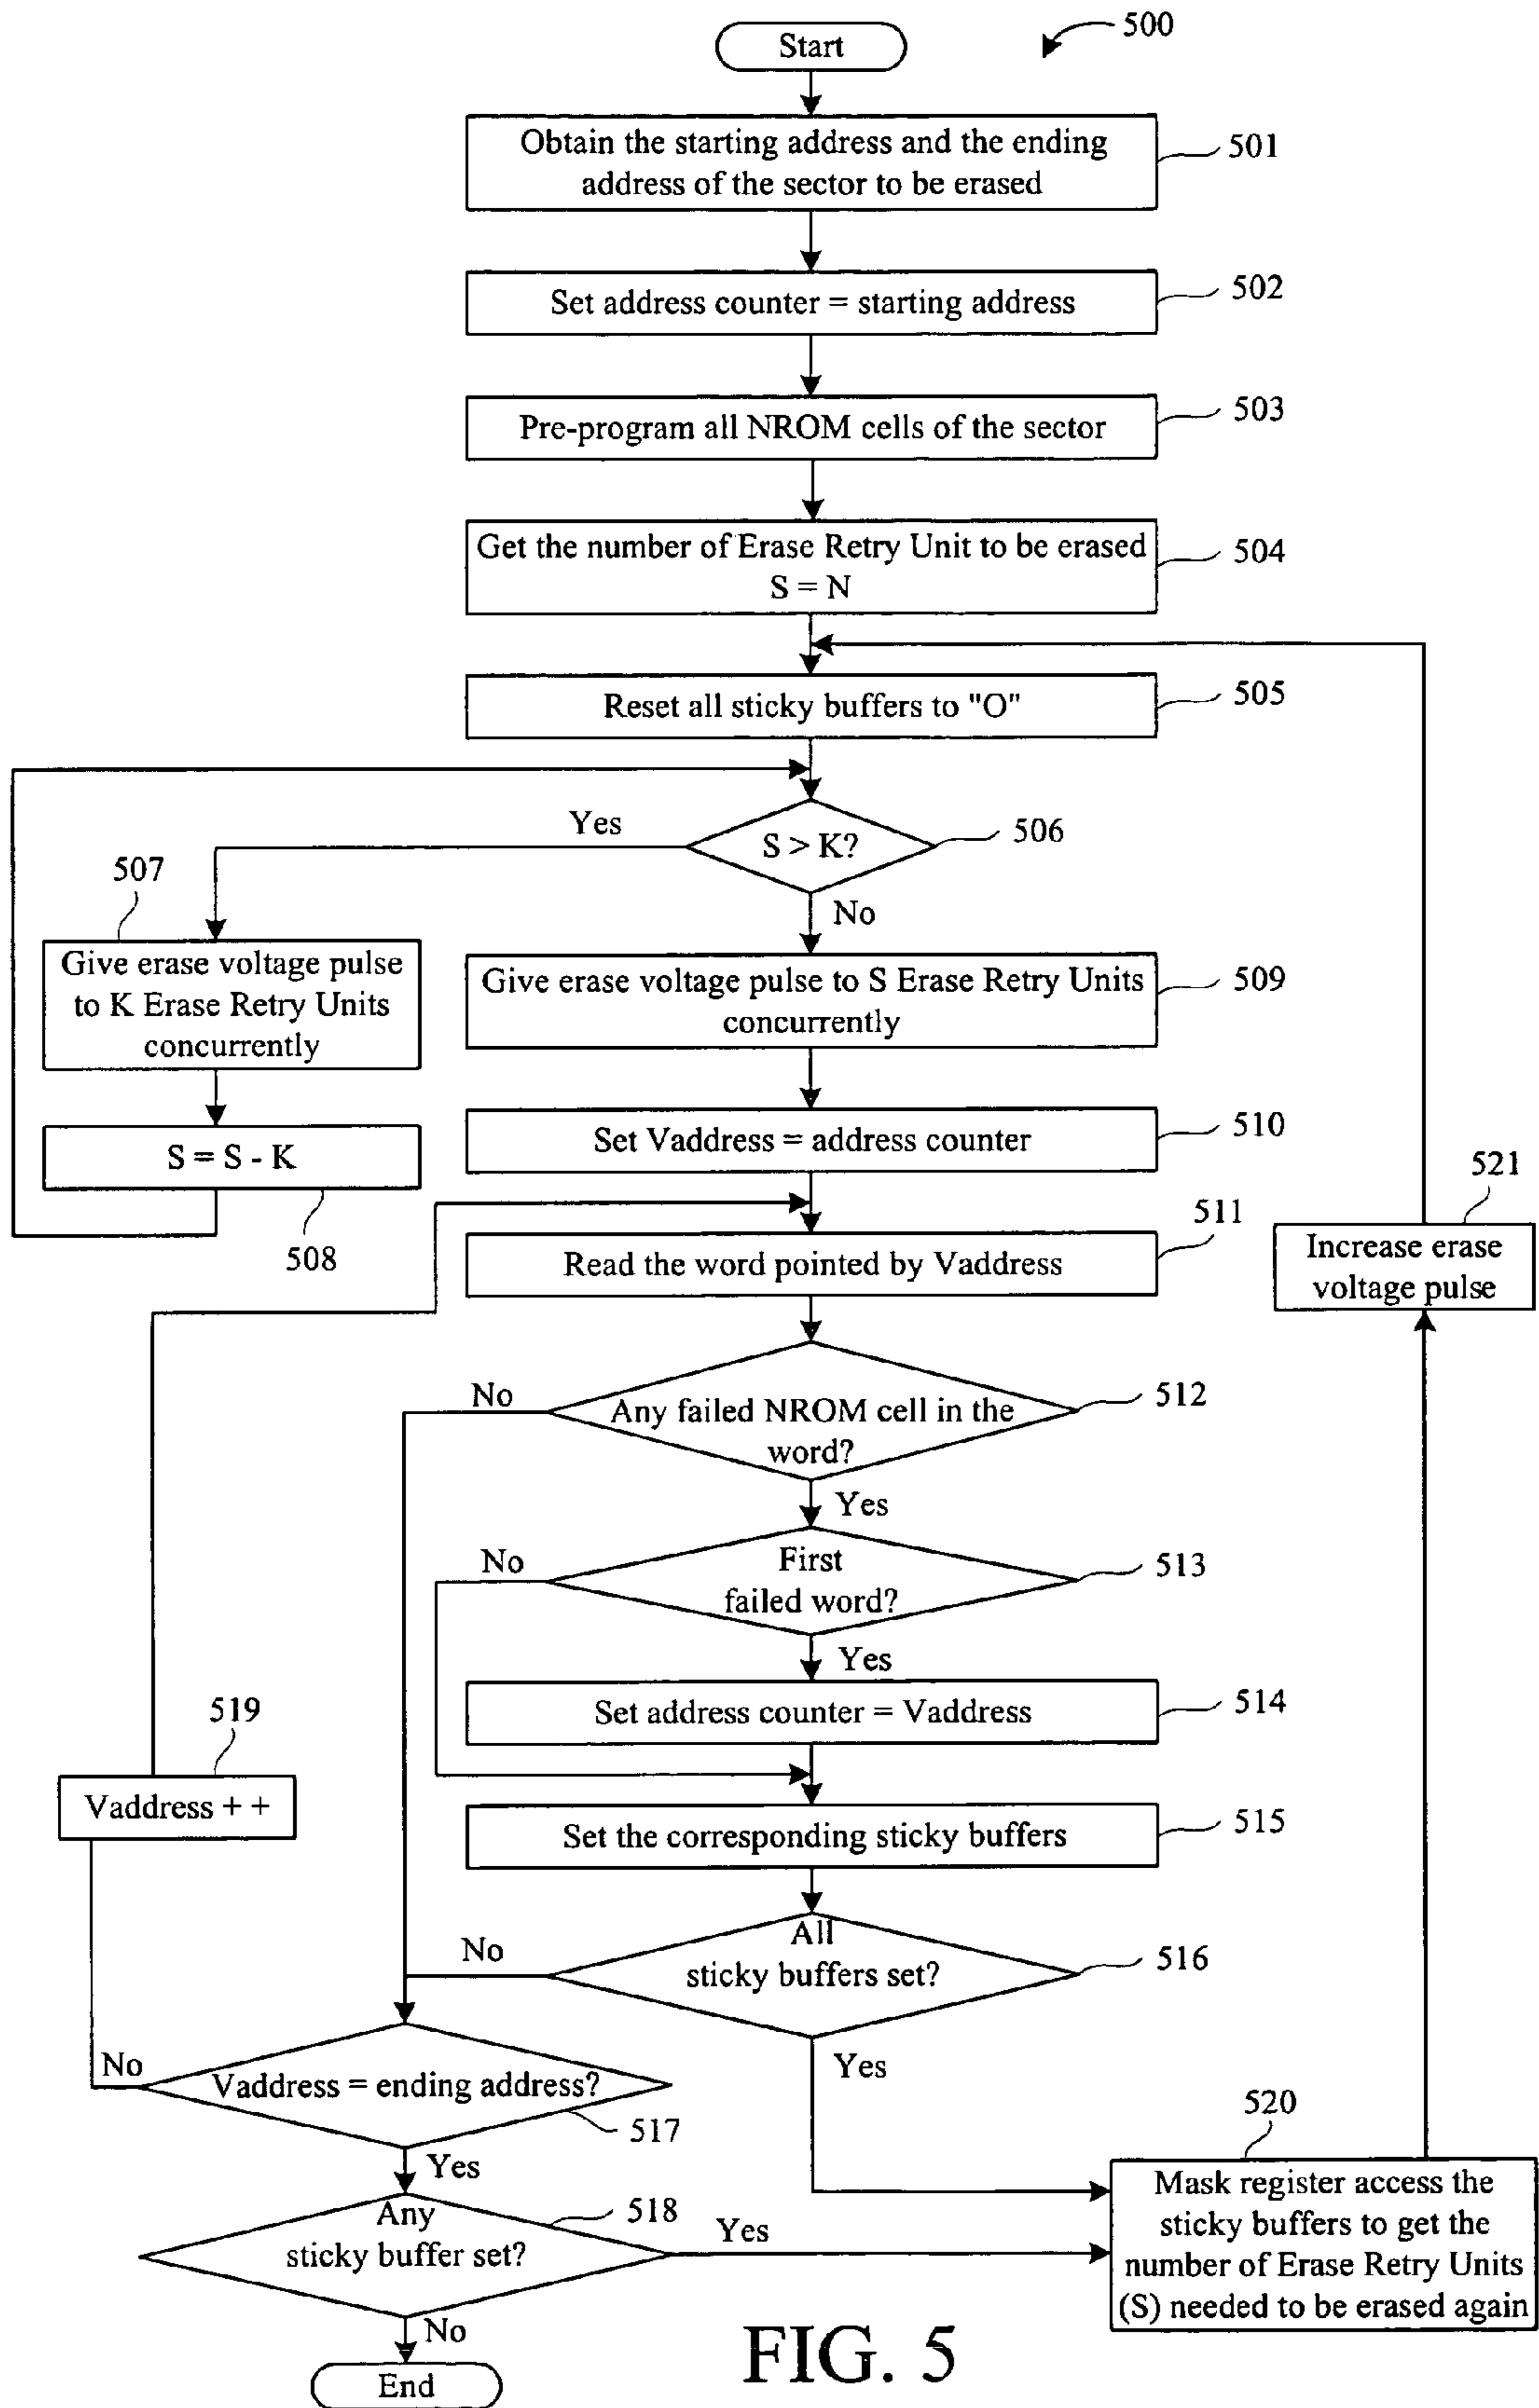 500
Start
Obtain the starting address and the ending
address of the sector to be erased
501
Set address counter = starting address
502
Pre-program all NROM cells of the sector
503
Get the number of Erase Retry Unit to be erased
S = N
504
Reset all sticky buffers to "O"
505
S > K?
506
Yes
No
507
Give erase voltage pulse
to K Erase Retry Units
concurrently
Give erase voltage pulse to S Erase Retry Units
concurrently
509
S = S - K
508
Set Vaddress = address counter
510
Read the word pointed by Vaddress
511
521
Increase erase
voltage pulse
Any failed NROM cell in the
word?
512
No
Yes
First
failed word?
513
No
Yes
Set address counter = Vaddress
514
519
Vaddress + +
Set the corresponding sticky buffers
515
All
sticky buffers set?
516
No
Yes
Vaddress = ending address?
517
No
Yes
Any
sticky buffer set?
518
Yes
No
520
Mask register access the
sticky buffers to get the
number of Erase Retry Units
(S) needed to be erased again
End
FIG. 5